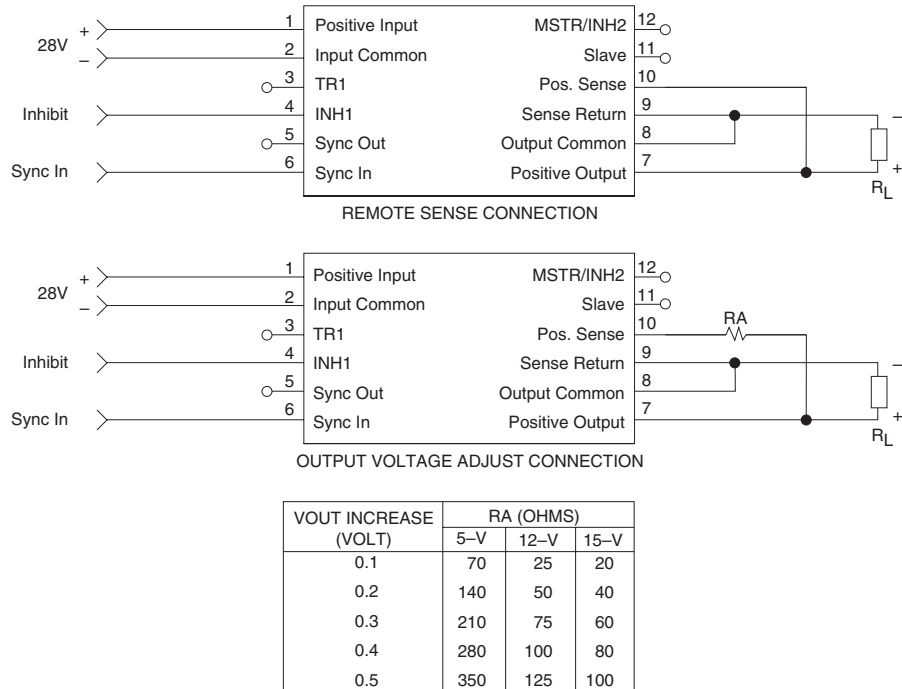 1 Positive Input MSTR/INH2 12
28V + 
– 2 Input Common Slave 11
3 TR1 Pos. Sense 10
Inhibit 4 INH1 Sense Return 9 –
5 Sync Out Output Common 8
Sync In 6 Sync In Positive Output 7 +
RL
REMOTE SENSE CONNECTION
1 Positive Input MSTR/INH2 12
28V +
– 2 Input Common Slave 11
3 TR1 Pos. Sense 10 RA
Inhibit 4 INH1 Sense Return 9 –
5 Sync Out Output Common 8
Sync In 6 Sync In Positive Output 7 +
RL
OUTPUT VOLTAGE ADJUST CONNECTION
VOUT INCREASE RA (OHMS)
(VOLT) 5–V 12–V 15–V
0.1 70 25 20
0.2 140 50 40
0.3 210 75 60
0.4 280 100 80
0.5 350 125 100